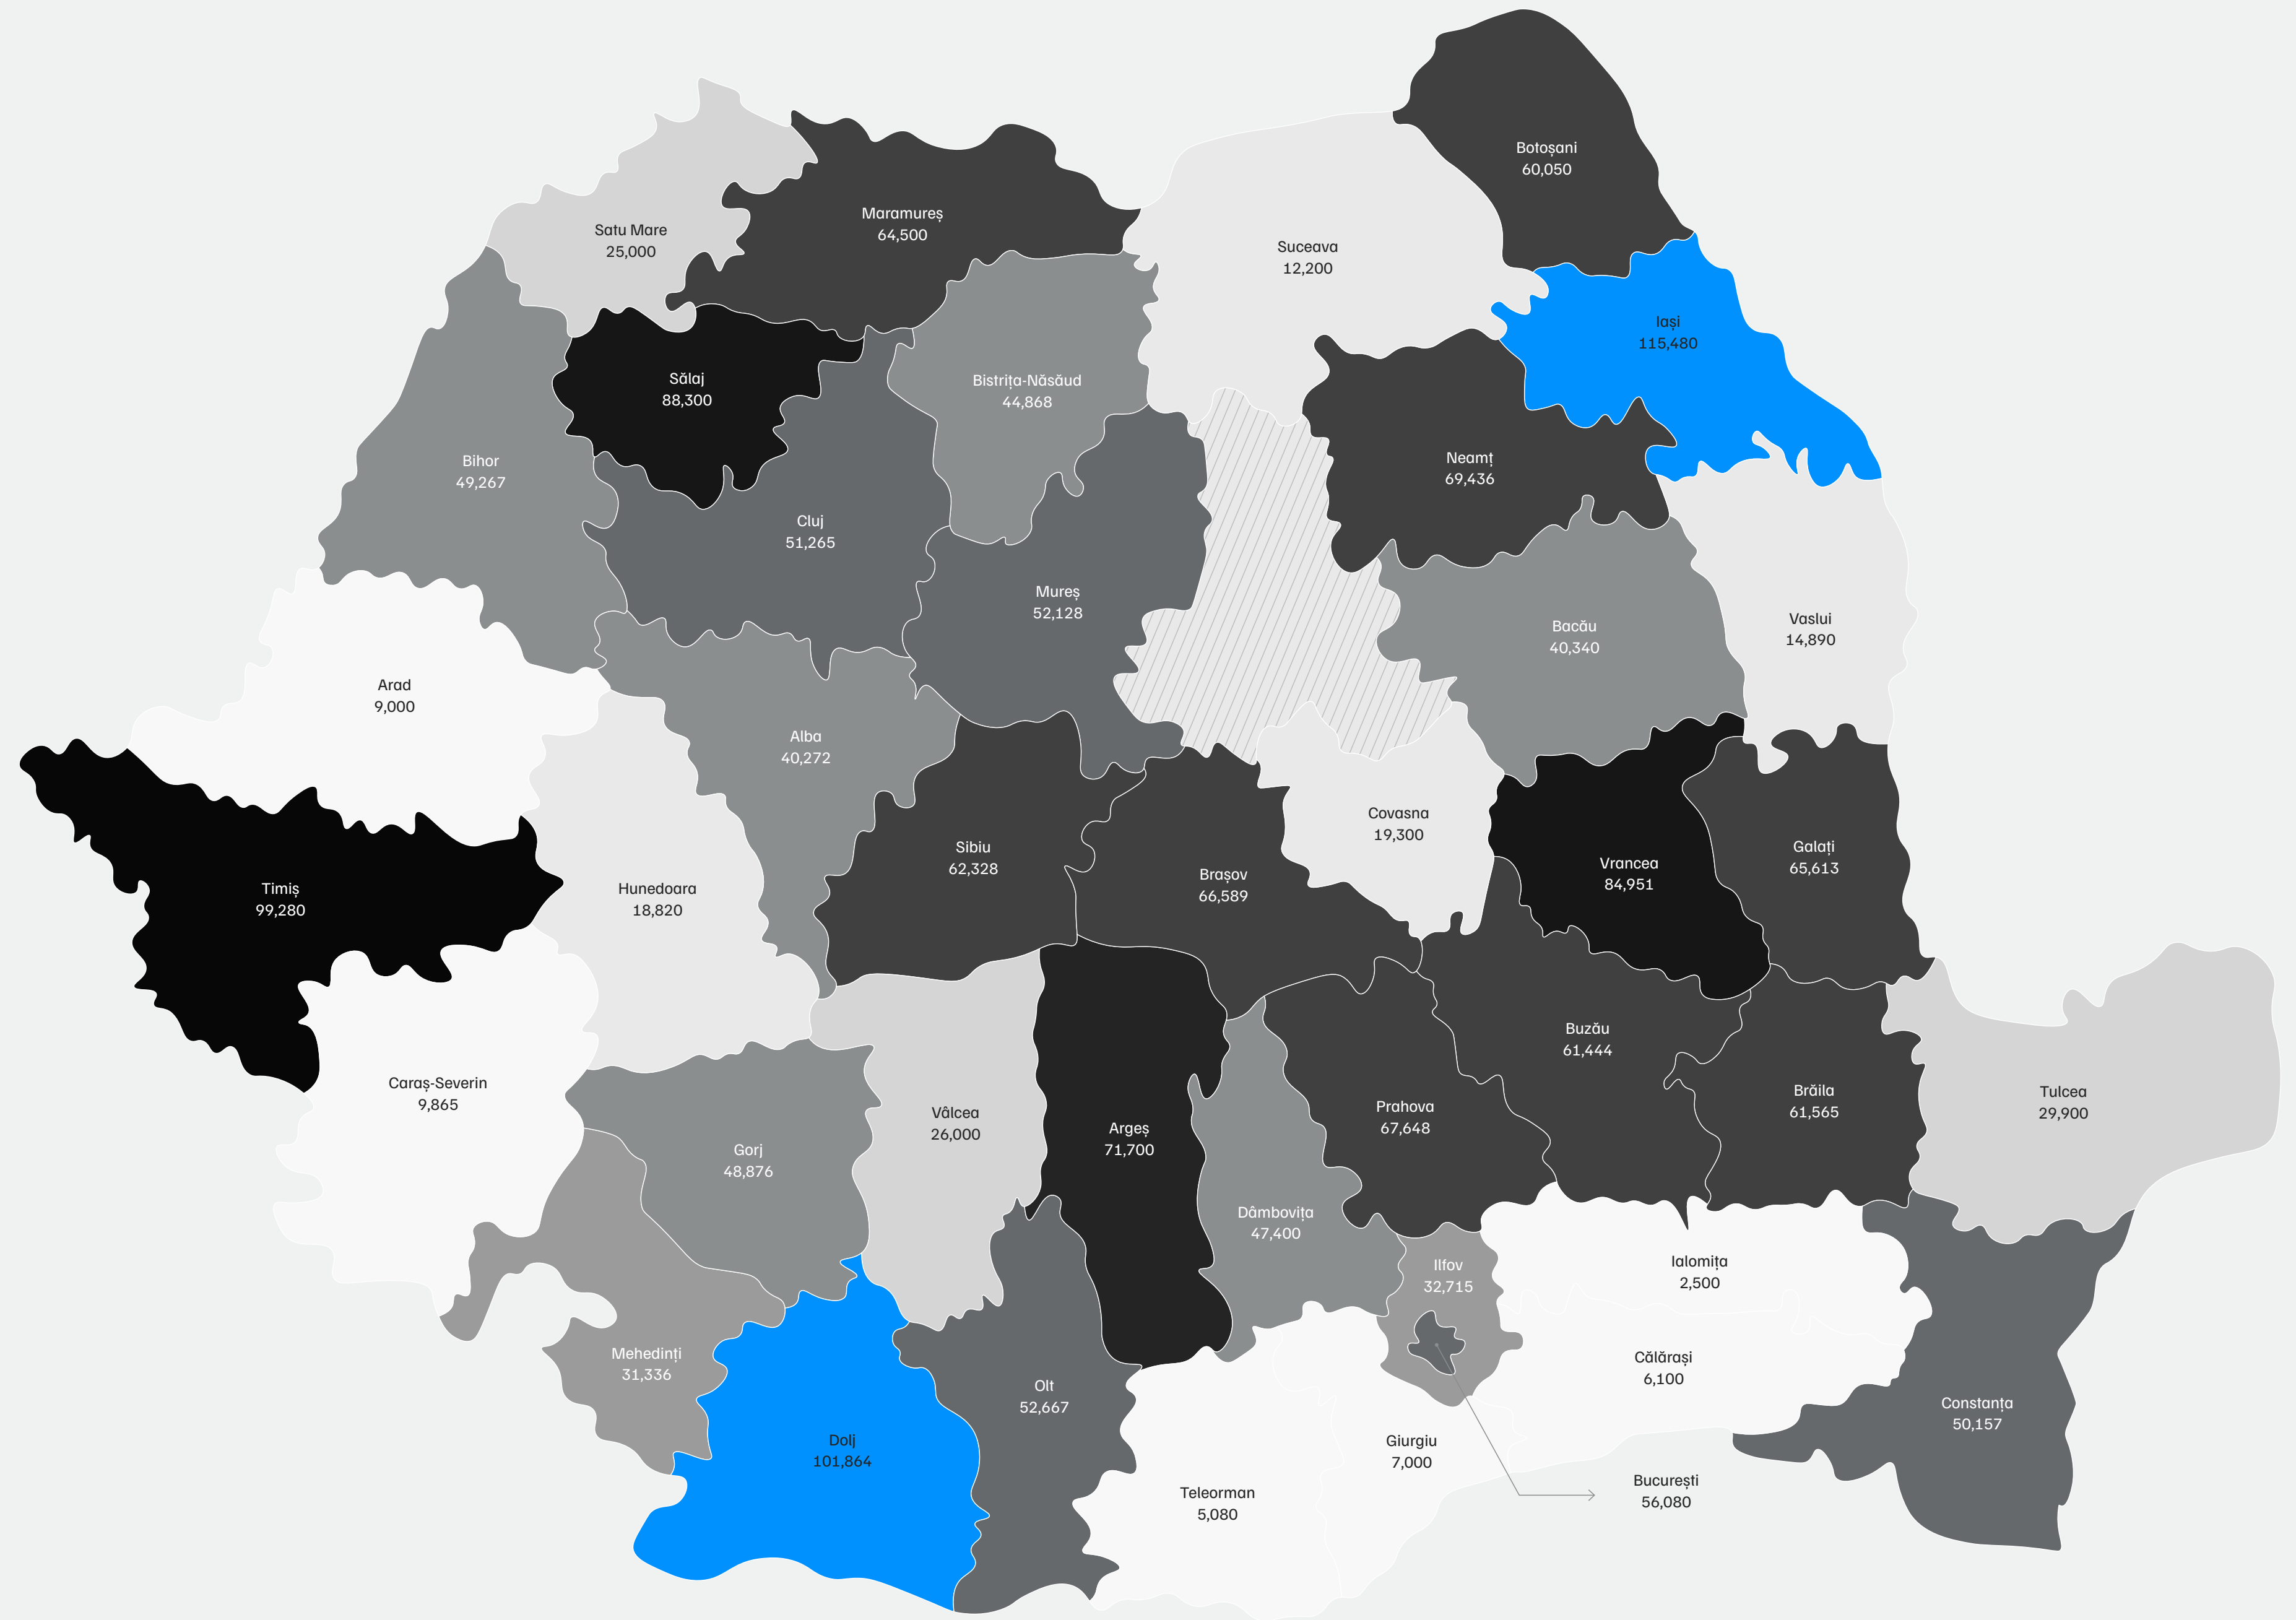 Botoșani
60,050
Maramureș
64,500
Satu Mare
25,000
Suceava
12,200
Iași
115,480
Sălaj
88,300
Bistrița-Năsăud
44,868
Bihor
49,267
Neamț
69,436
Cluj
51,265
Mureș
52,128
Bacău
40,340
Vaslui
14,890
Arad
9,000
Alba
40,272
Covasna
19,300
Sibiu
62,328
Galați
65,613
Vrancea
84,951
Brașov
66,589
Timiș
99,280
Hunedoara
18,820
Buzău
61,444
Caraș-Severin
9,865
Brăila
61,565
Tulcea
29,900
Prahova
67,648
Vâlcea
26,000
Argeș
71,700
Gorj
48,876
Dâmbovița
47,400
Ialomița
2,500
Ilfov
32,715
Mehedinți
31,336
Călărași
6,100
Olt
52,667
Constanța
50,157
Dolj
101,864
Giurgiu
7,000
București
56,080
Teleorman
5,080